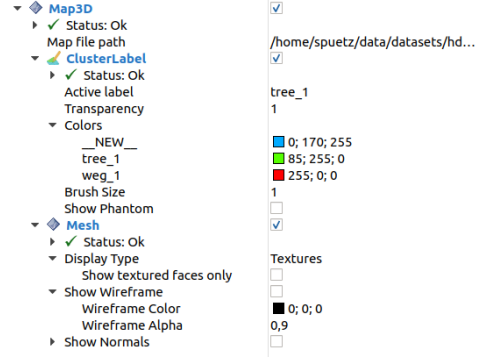 Map3D
Status: Ok
Map file path /home/spuetz/data/datasets/hd...
ClusterLabel
Status: Ok
Active label tree_1
Transparency 1
Colors
__NEW__ 0; 170; 255
tree_1 85; 255; 0
weg_1 255; 0; 0
Brush Size 1
Show Phantom
Mesh
Status: Ok
Display Type Textures
Show textured faces only
Show Wireframe
Wireframe Color 0; 0; 0
Wireframe Alpha 0,9
Show Normals